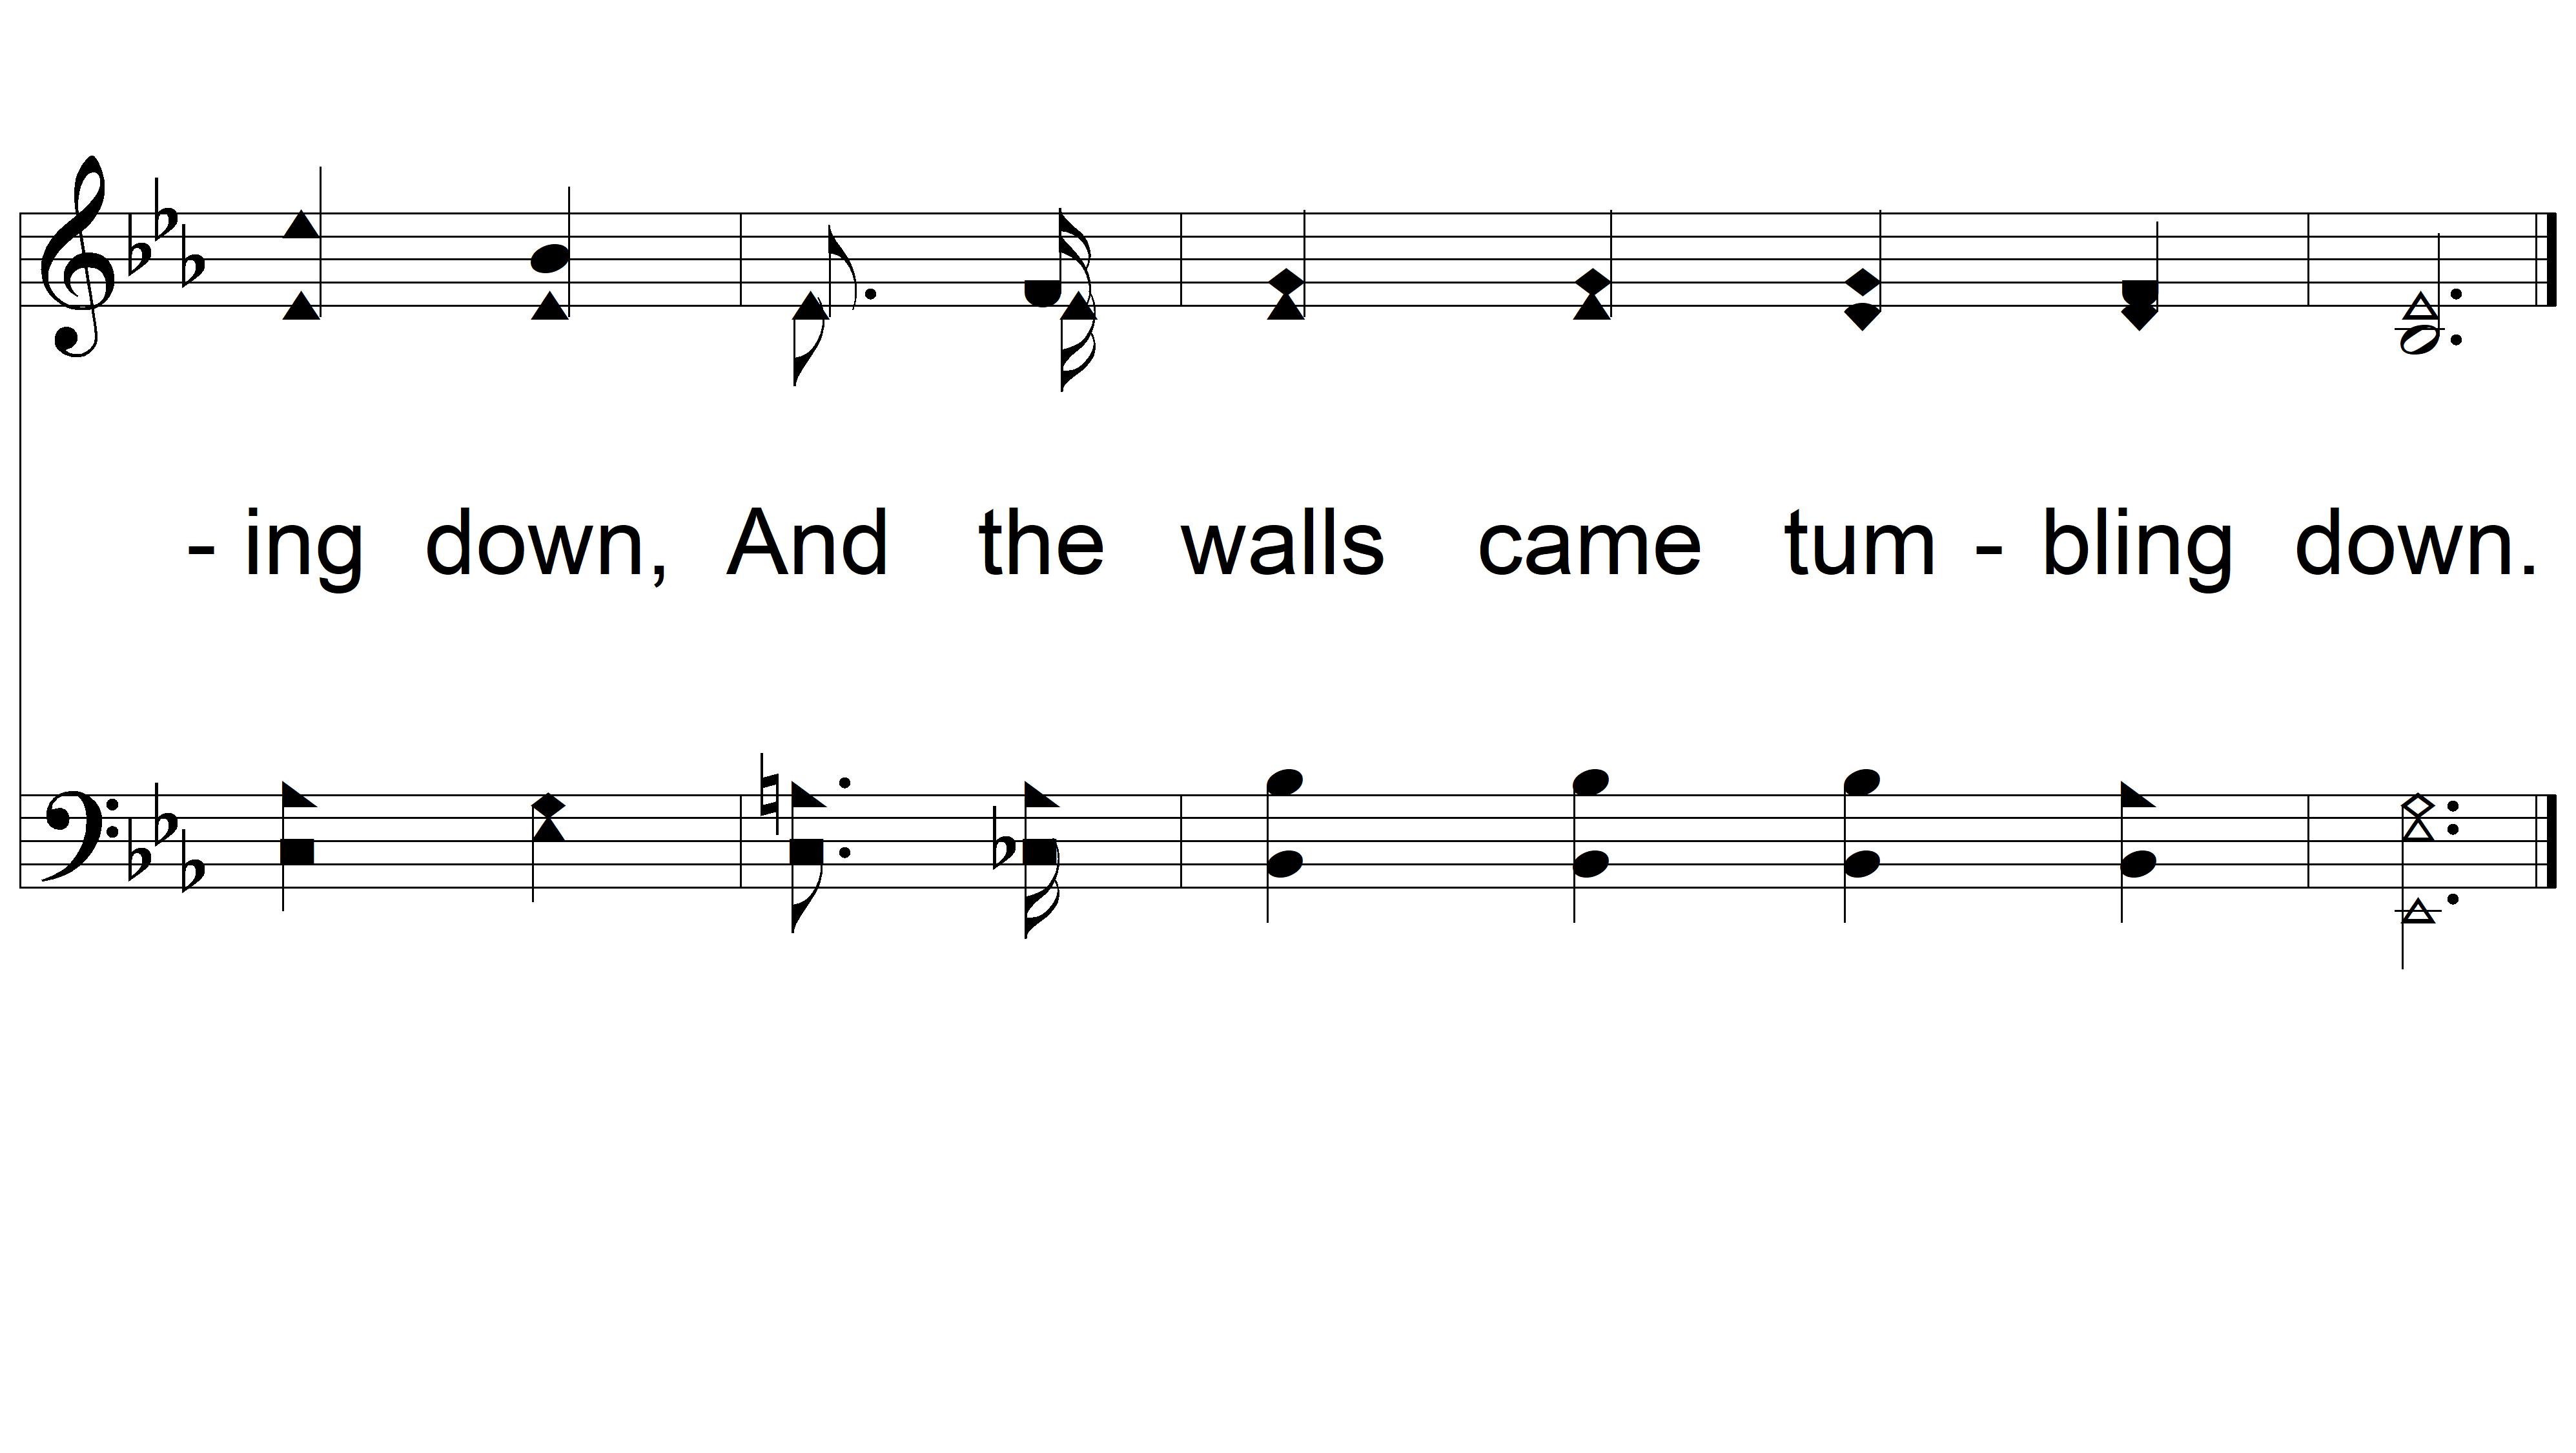 - ing down, And the walls came tum - bling down.